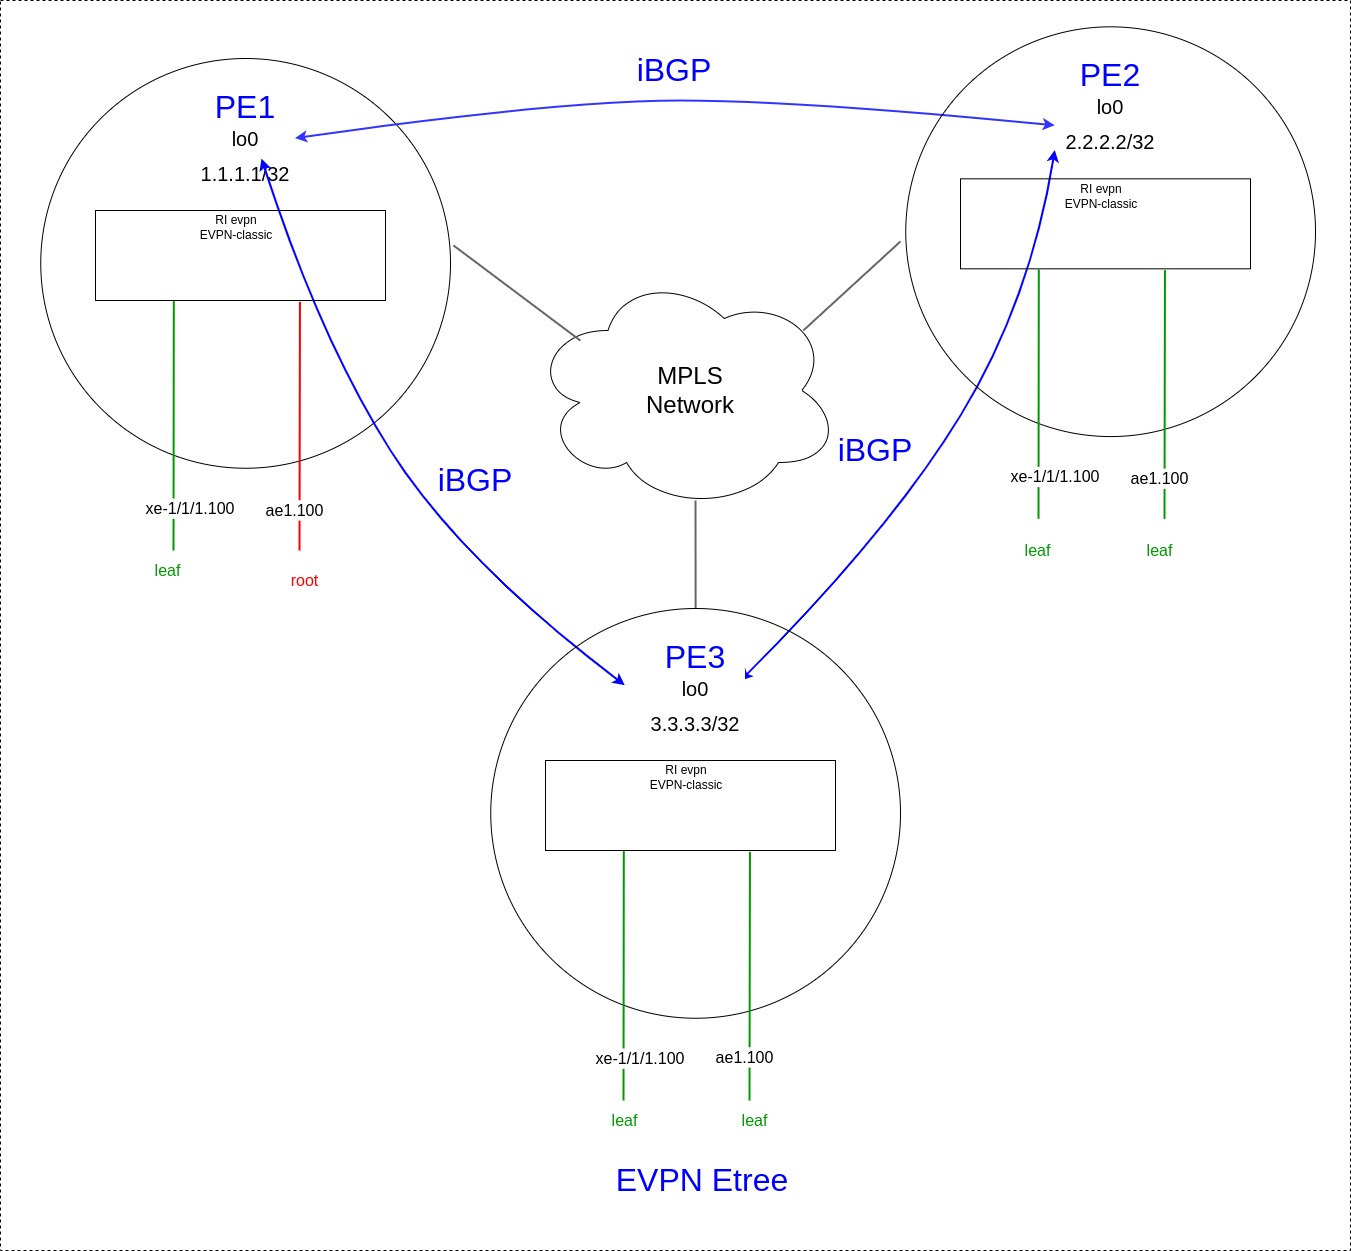 iBGP
PE1
lo0
1.1.1.1/32
RI evpn
EVPN-classic
xe-1/1/1.100
ae1.100
leaf
root
PE2
lo0
2.2.2.2/32
RI evpn
EVPN-classic
xe-1/1/1.100
ae1.100
leaf
leaf
MPLS
Network
iBGP
iBGP
PE3
lo0
3.3.3.3/32
RI evpn
EVPN-classic
xe-1/1/1.100
ae1.100
leaf
leaf
EVPN Etree